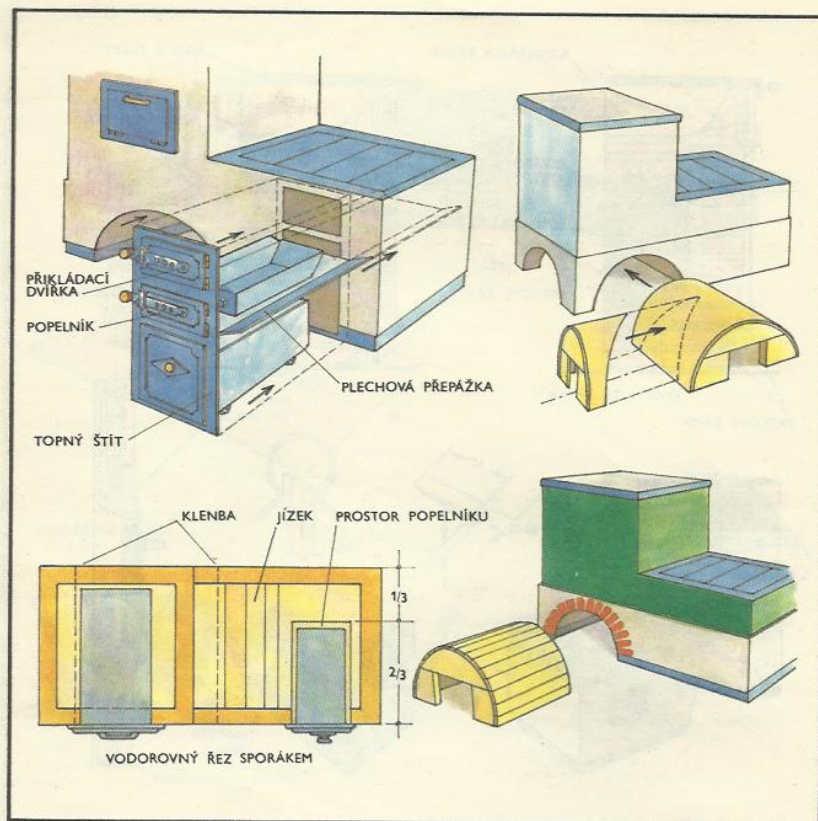 PŘIKLÁDACÍ
DVÍŘKA
POPELNÍK
PLECHOVÁ PŘEPÁŽKA
TOPNÝ ŠTÍT
KLENBA
JÍZEK
PROSTOR POPELNÍKU
1/3
2/3
VODOROVNÝ ŘEZ SPORÁKEM